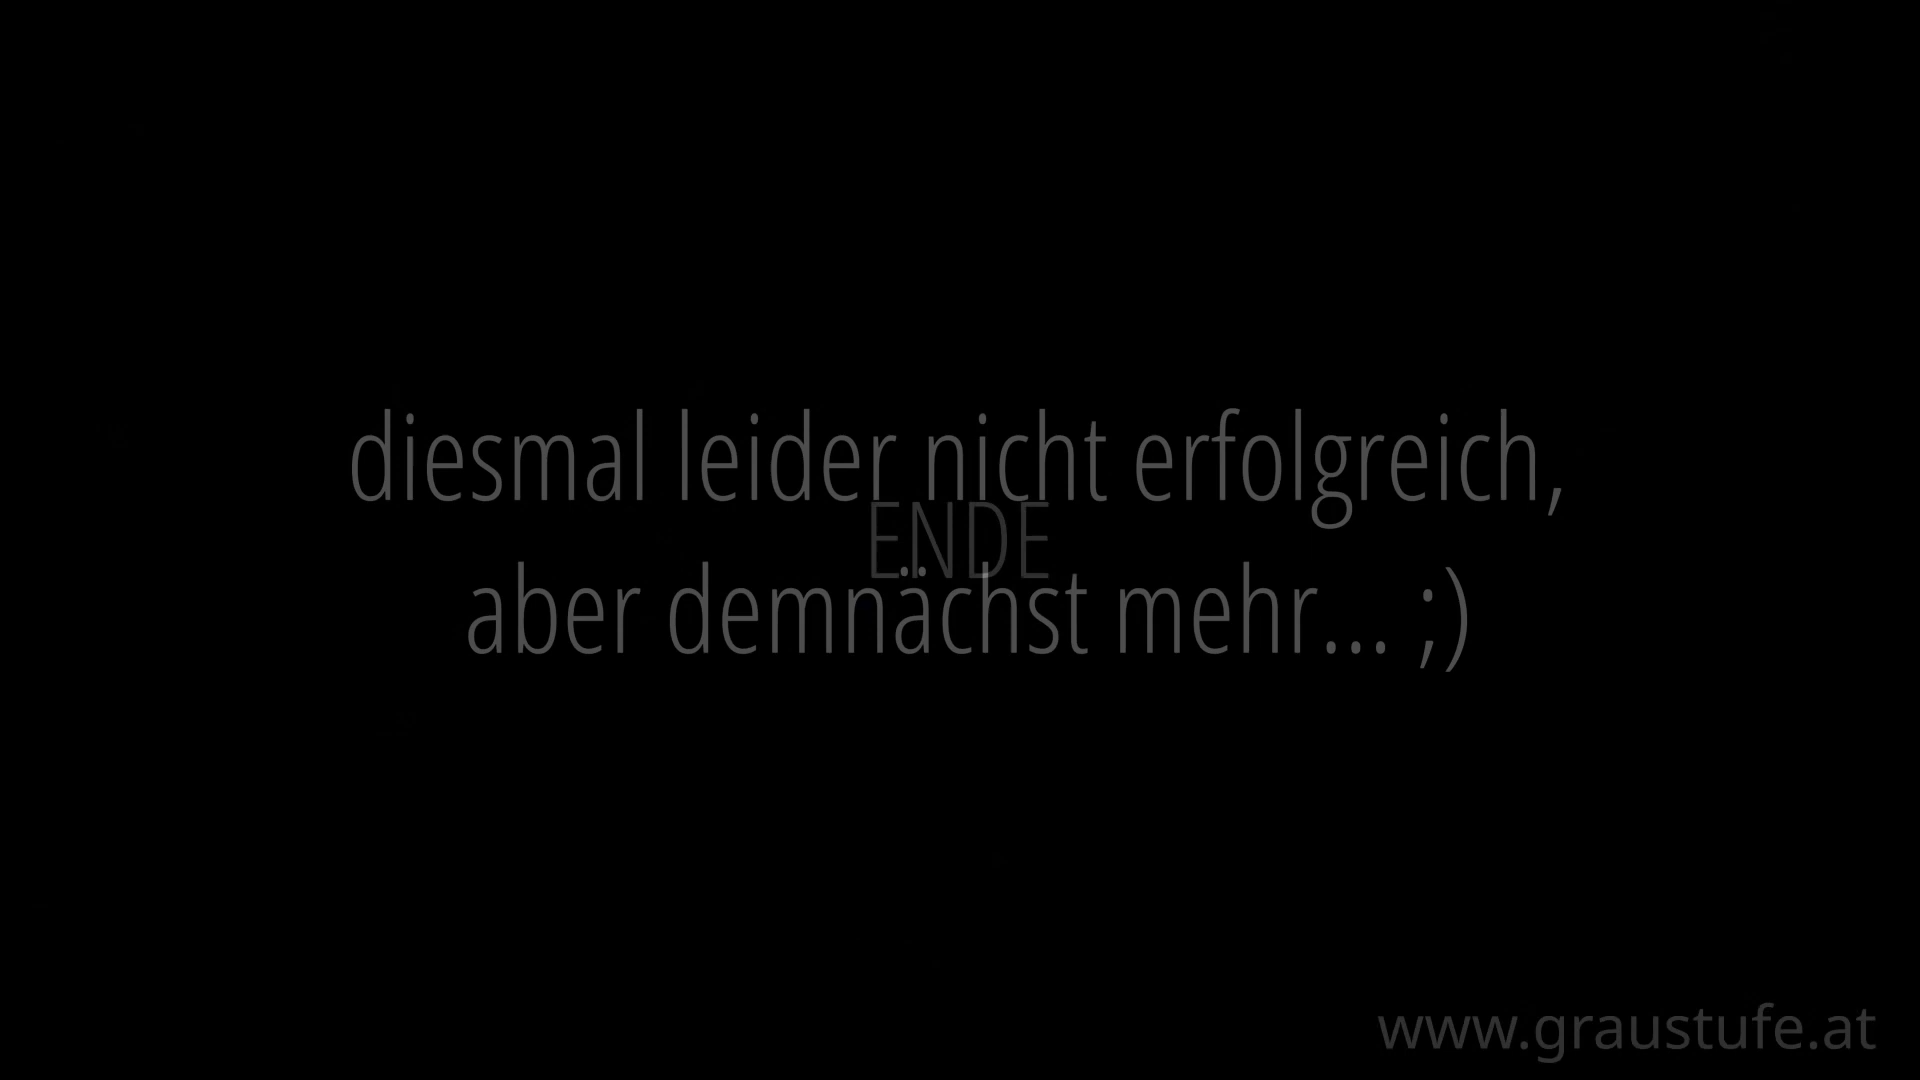 diesmal leider nicht erfolgreich,
ENDE
aber demnächst mehr... ;)
www.graustufe.at